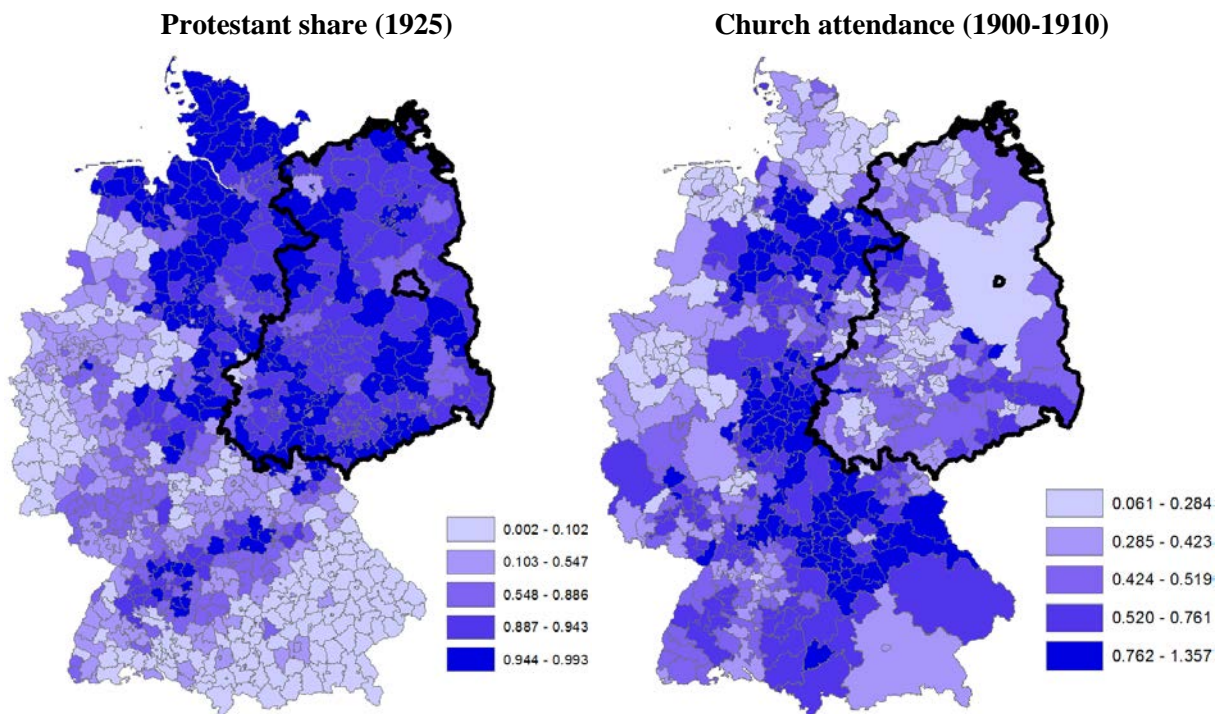 Protestant share (1925)
Church attendance (1900-1910)
0.002 - 0.102
0.103 - 0.547
0.548 - 0.886
0.887 - 0.943
0.944 - 0.993
0.061 - 0.284
0.285 - 0.423
0.424 - 0.519
0.520 - 0.761
0.762 - 1.357